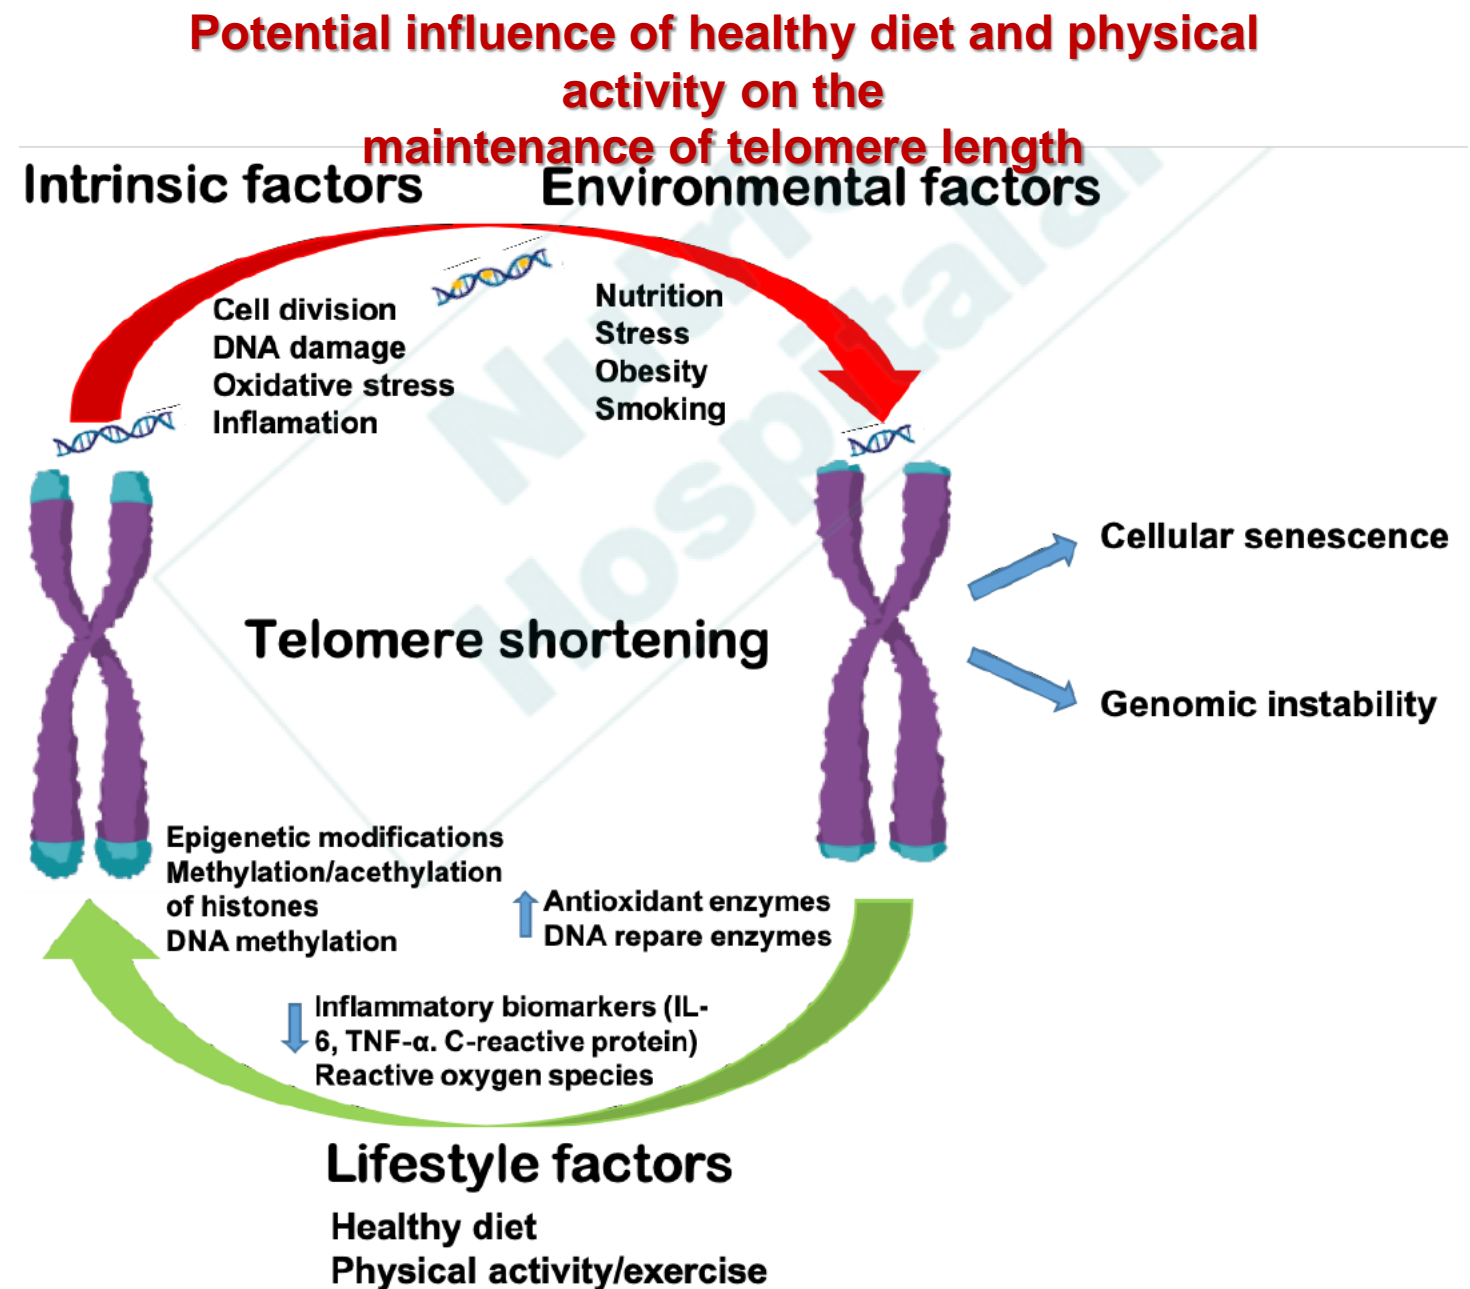 Potential influence of healthy diet and physical
activity on the
maintenance of telomere length
Intrinsic factors
Environmental factors
Cell division
DNA damage
Oxidative stress
Inflamation
Nutrition
Stress
Obesity
Smoking
Nutrición
Hospitalaria
Telomere shortening
Cellular senescence
Genomic instability
Epigenetic modifications
Methylation/acethylation
of histones
DNA methylation
Antioxidant enzymes
DNA repare enzymes
Inflammatory biomarkers (IL-
6, TNF-α. C-reactive protein)
Reactive oxygen species
Lifestyle factors
Healthy diet
Physical activity/exercise